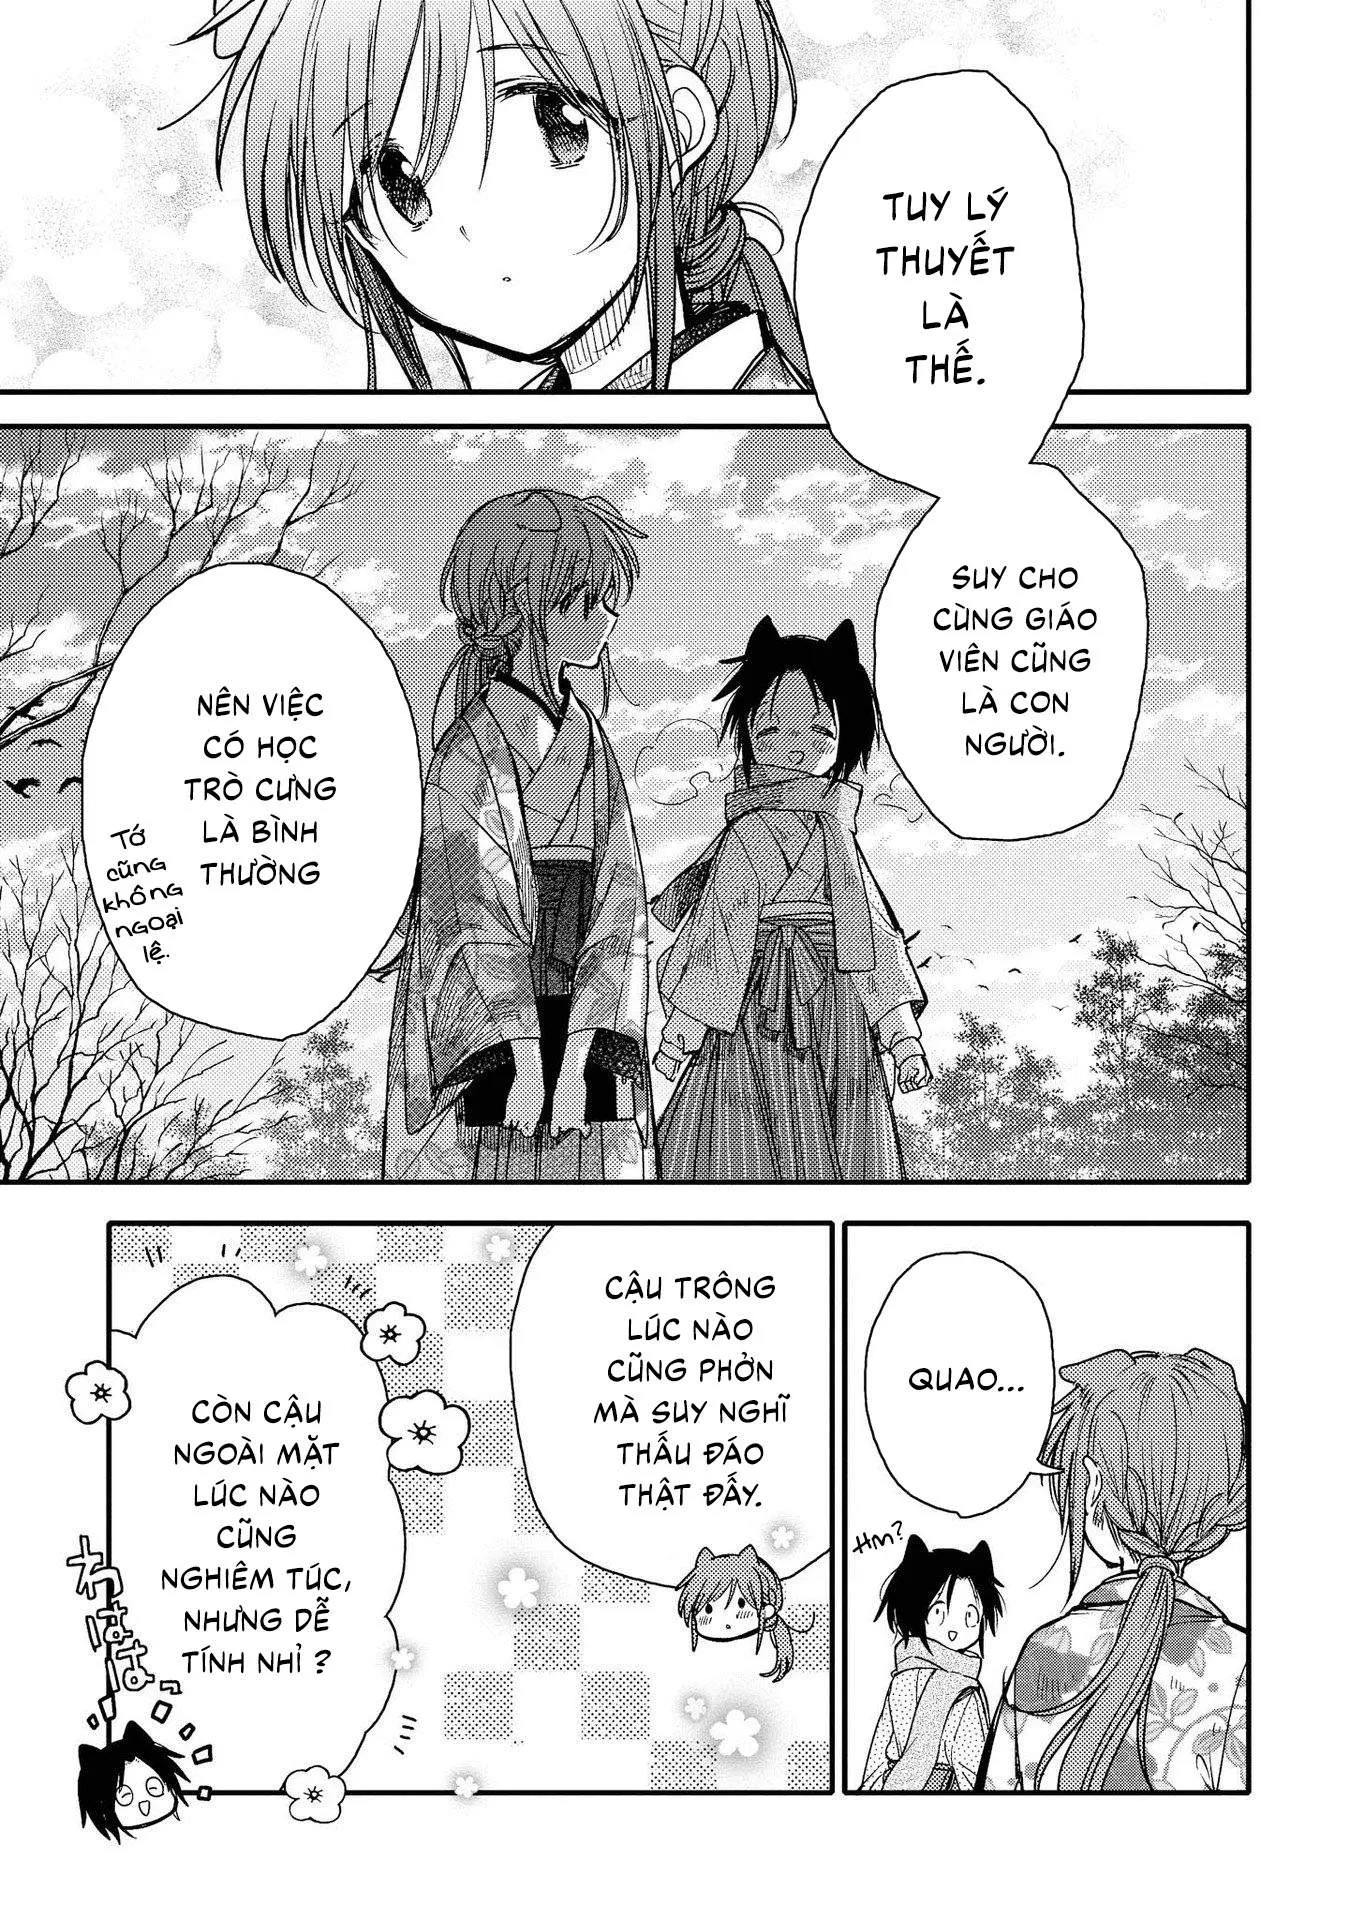 TUY LÝ
THUYẾT
LÀ
THẾ.
SUY CHO
CÙNG GIÁO
VIÊN CŨNG
LÀ CON
NGƯỜI.
NÊN VIỆC
CÓ HỌC
TRÒ CƯNG
LÀ BÌNH
THƯỜNG
Tớ
cũng
không
ngoại
lệ.
QUAO...
HM?
CẬU TRÔNG
LÚC NÀO
CŨNG PHỞN
MÀ SUY NGHĨ
THẤU ĐÁO
THẬT ĐẤY.
CÒN CẬU
NGOÀI MẶT
LÚC NÀO
CŨNG
NGHIÊM TÚC,
NHƯNG DỄ
TÍNH NHỈ ?
わははっ